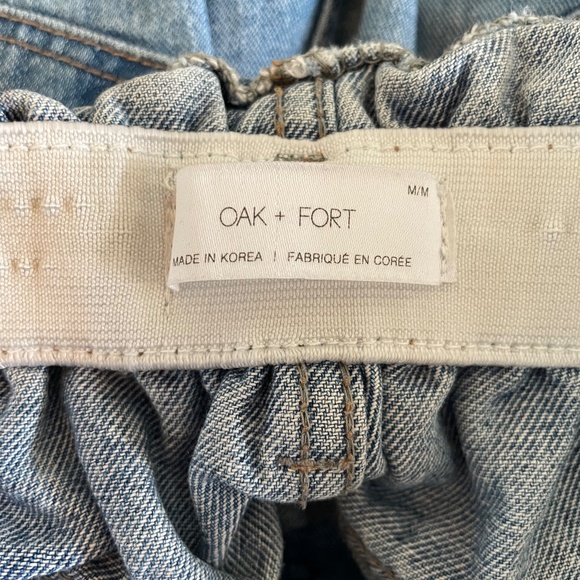 M/M
OAK + FORT
MADE IN KOREA | FABRIQUÉ EN CORÉE